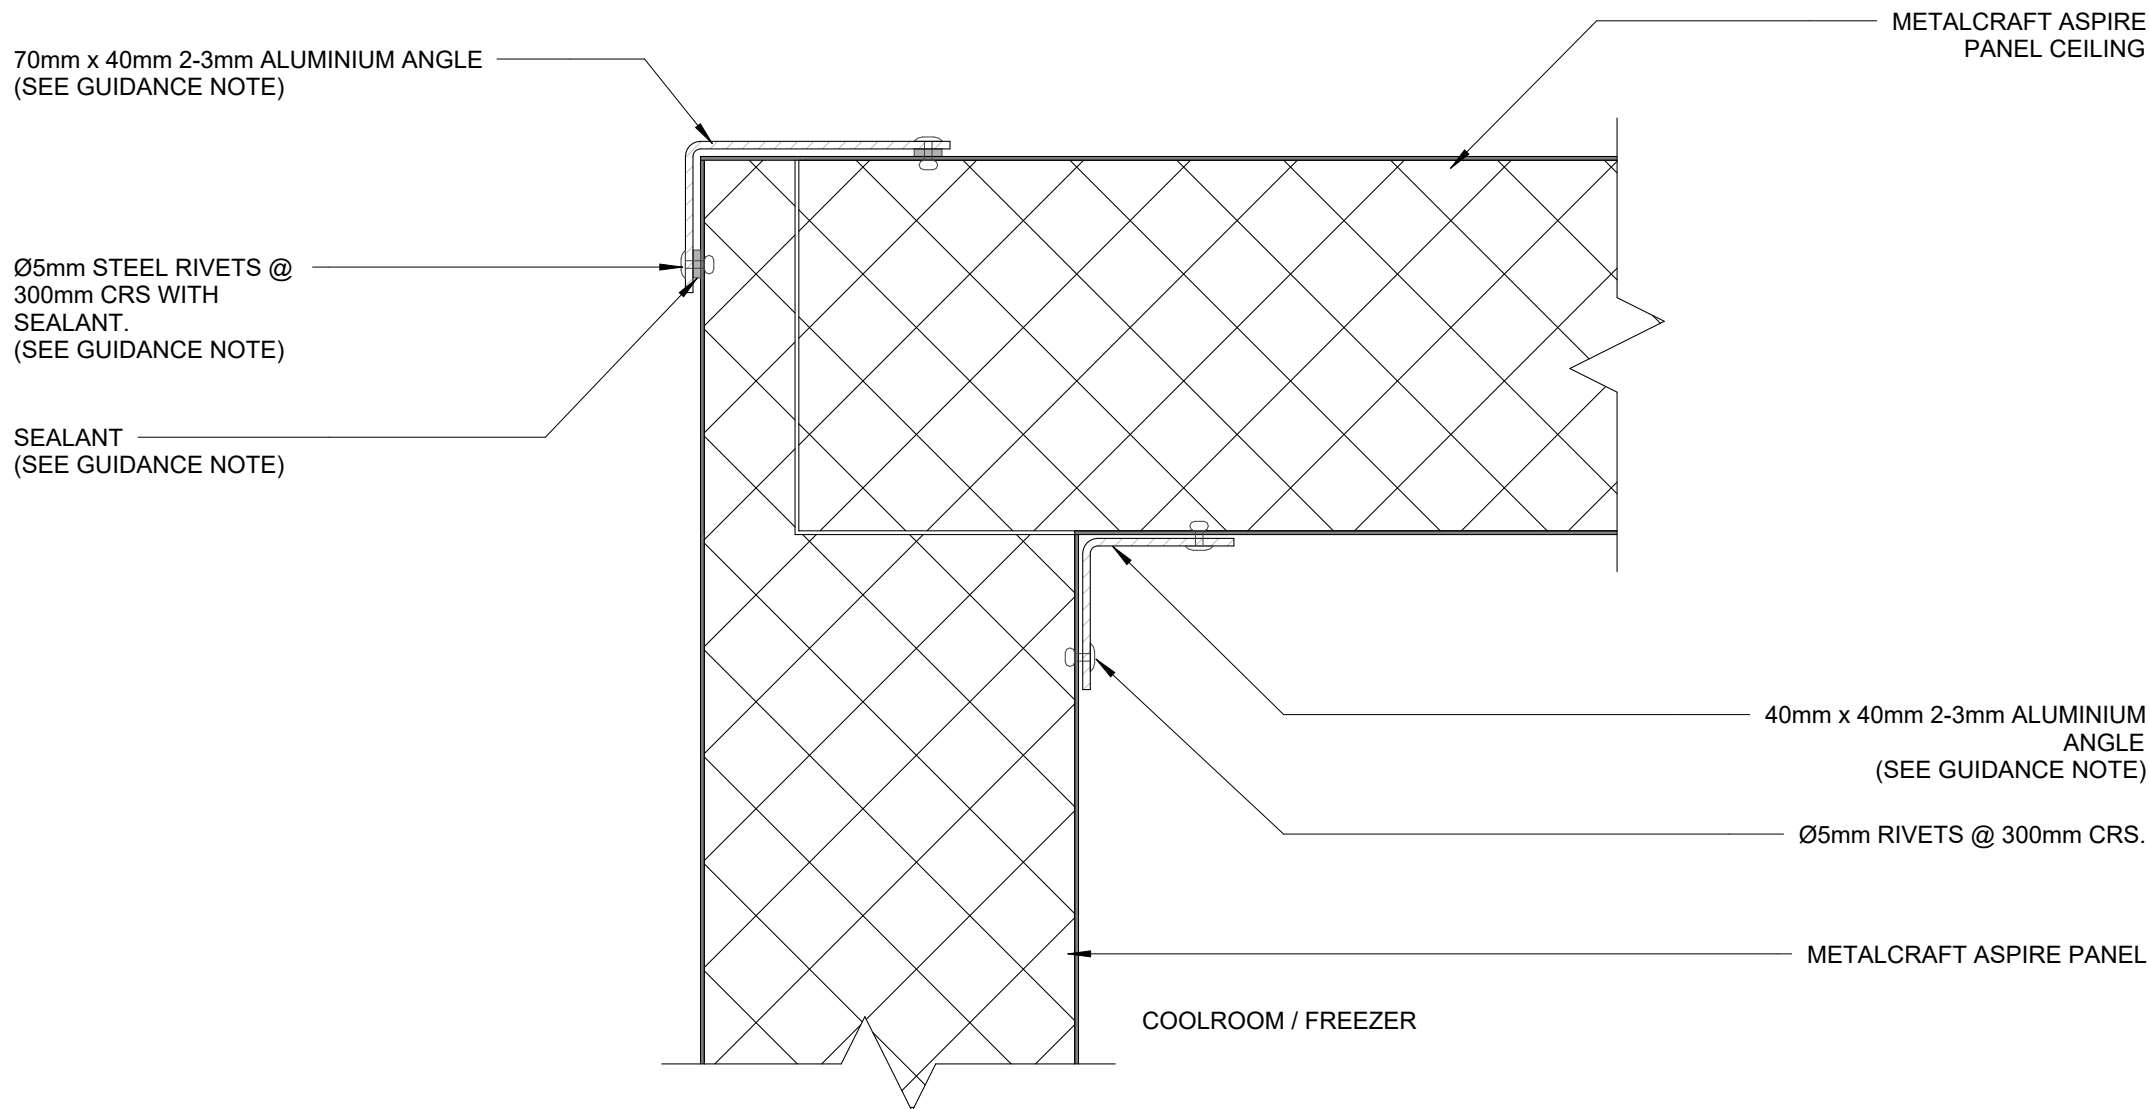 METALCRAFT ASPIRE
PANEL CEILING
70mm x 40mm 2-3mm ALUMINIUM ANGLE
(SEE GUIDANCE NOTE)
Ø5mm STEEL RIVETS @
300mm CRS WITH
SEALANT.
(SEE GUIDANCE NOTE)
SEALANT
(SEE GUIDANCE NOTE)
40mm x 40mm 2-3mm ALUMINIUM
ANGLE
(SEE GUIDANCE NOTE)
Ø5mm RIVETS @ 300mm CRS.
METALCRAFT ASPIRE PANEL
COOLROOM / FREEZER